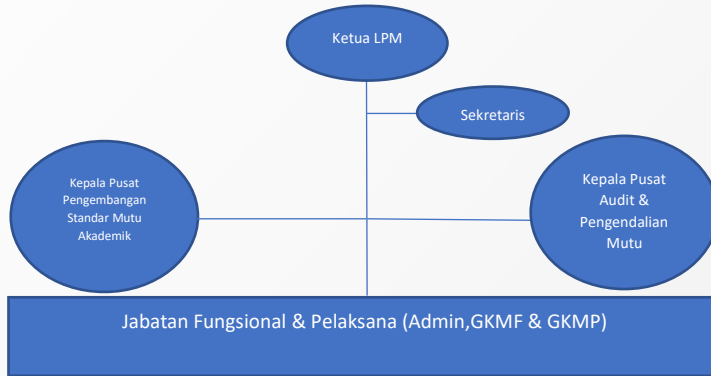 Ketua LPM
Sekretaris
Kepala Pusat
Pengembangan
Standar Mutu
Akademik
Kepala Pusat
Audit &
Pengendalian
Mutu
Jabatan Fungsional & Pelaksana (Admin,GKMF & GKMP)